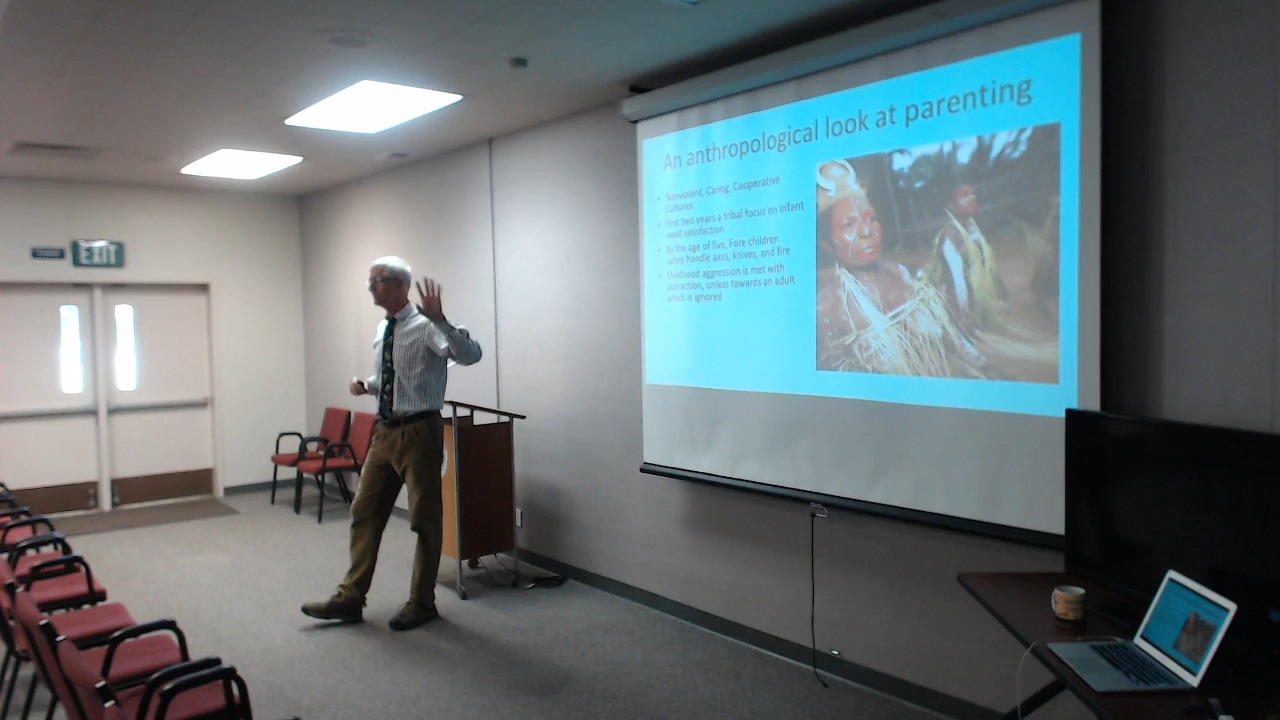 EXIT
An anthropological look at parenting
• Nonviolent, Caring, Cooperative
Cultures
• First two years a tribal focus on infant
need satisfaction
• By the age of five, Fore children
safely handle axes, knives, and fire
• Childhood aggression is met with
distraction, unless towards an adult
which is ignored